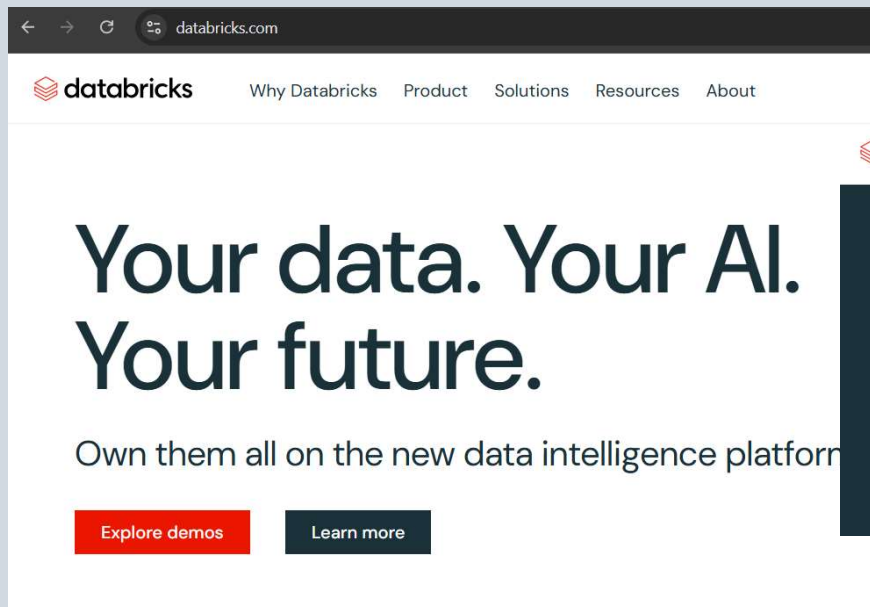 databricks.com
databricks
Why Databricks Product Solutions Resources About
Your data. Your AI.
Your future.
Own them all on the new data intelligence platform
Explore demos
Learn more